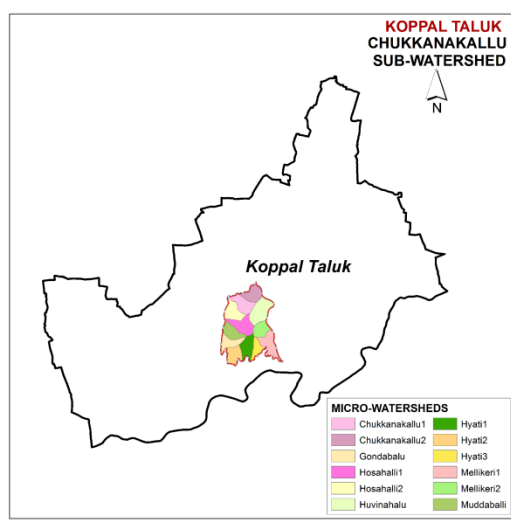 KOPPAL TALUK
CHUKKANAKALLU
SUB-WATERSHED
N
Koppal Taluk
MICRO-WATERSHEDS
Chukkanakallu1
Chukkanakallu2
Gondabalu
Hosahalli1
Hosahalli2
Huvinahalu
Hyati1
Hyati2
Hyati3
Mellikeri1
Mellikeri2
Muddaballi